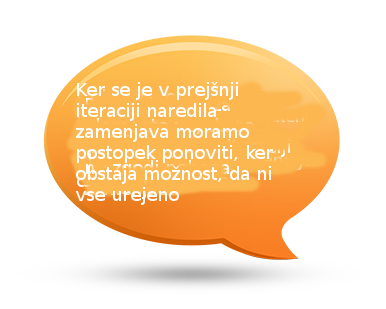 Ker se je v prejšnji
iteraciji naredila
zamenjava moramo
postopek ponoviti, ker
obstaja možnost, da ni
vse urejeno